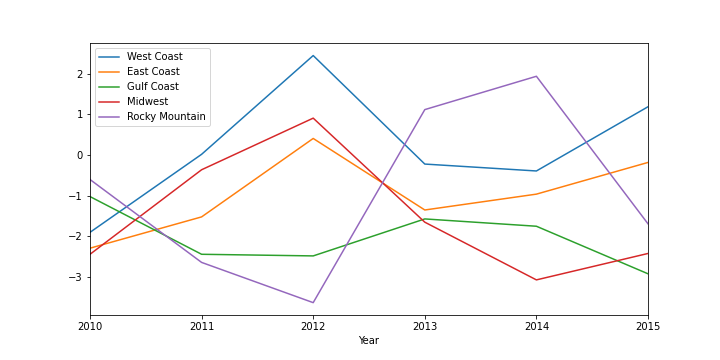 West Coast
East Coast
Gulf Coast
Midwest
Rocky Mountain
2
1
0
−1
−2
−3
2010 2011 2012 2013 2014 2015
Year